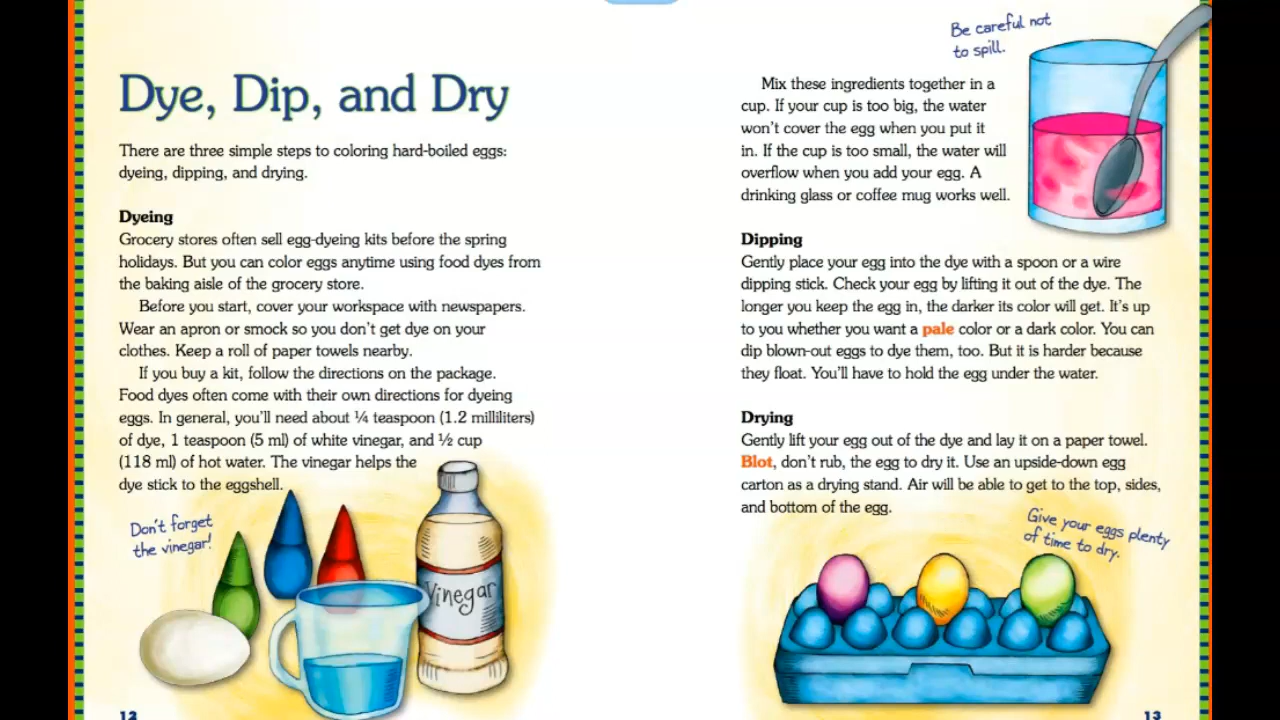 Dye, Dip, and Dry
There are three simple steps to coloring hard-boiled eggs:
dyeing, dipping, and drying.
Dyeing
Grocery stores often sell egg-dyeing kits before the spring
holidays. But you can color eggs anytime using food dyes from
the baking aisle of the grocery store.
Before you start, cover your workspace with newspapers.
Wear an apron or smock so you don't get dye on your
clothes. Keep a roll of paper towels nearby.
If you buy a kit, follow the directions on the package.
Food dyes often come with their own directions for dyeing
eggs. In general, you'll need about ¼ teaspoon (1.2 milliliters)
of dye, 1 teaspoon (5 ml) of white vinegar, and ½ cup
(118 ml) of hot water. The vinegar helps the
dye stick to the eggshell.
Don't forget
the vinegar!
Vinegar
12
Be careful not
to spill.
Mix these ingredients together in a
cup. If your cup is too big, the water
won't cover the egg when you put it
in. If the cup is too small, the water will
overflow when you add your egg. A
drinking glass or coffee mug works well.
Dipping
Gently place your egg into the dye with a spoon or a wire
dipping stick. Check your egg by lifting it out of the dye. The
longer you keep the egg in, the darker its color will get. It's up
to you whether you want a pale color or a dark color. You can
dip blown-out eggs to dye them, too. But it is harder because
they float. You'll have to hold the egg under the water.
Drying
Gently lift your egg out of the dye and lay it on a paper towel.
Blot, don't rub, the egg to dry it. Use an upside-down egg
carton as a drying stand. Air will be able to get to the top, sides,
and bottom of the egg.
Give your eggs plenty
of time to dry.
13